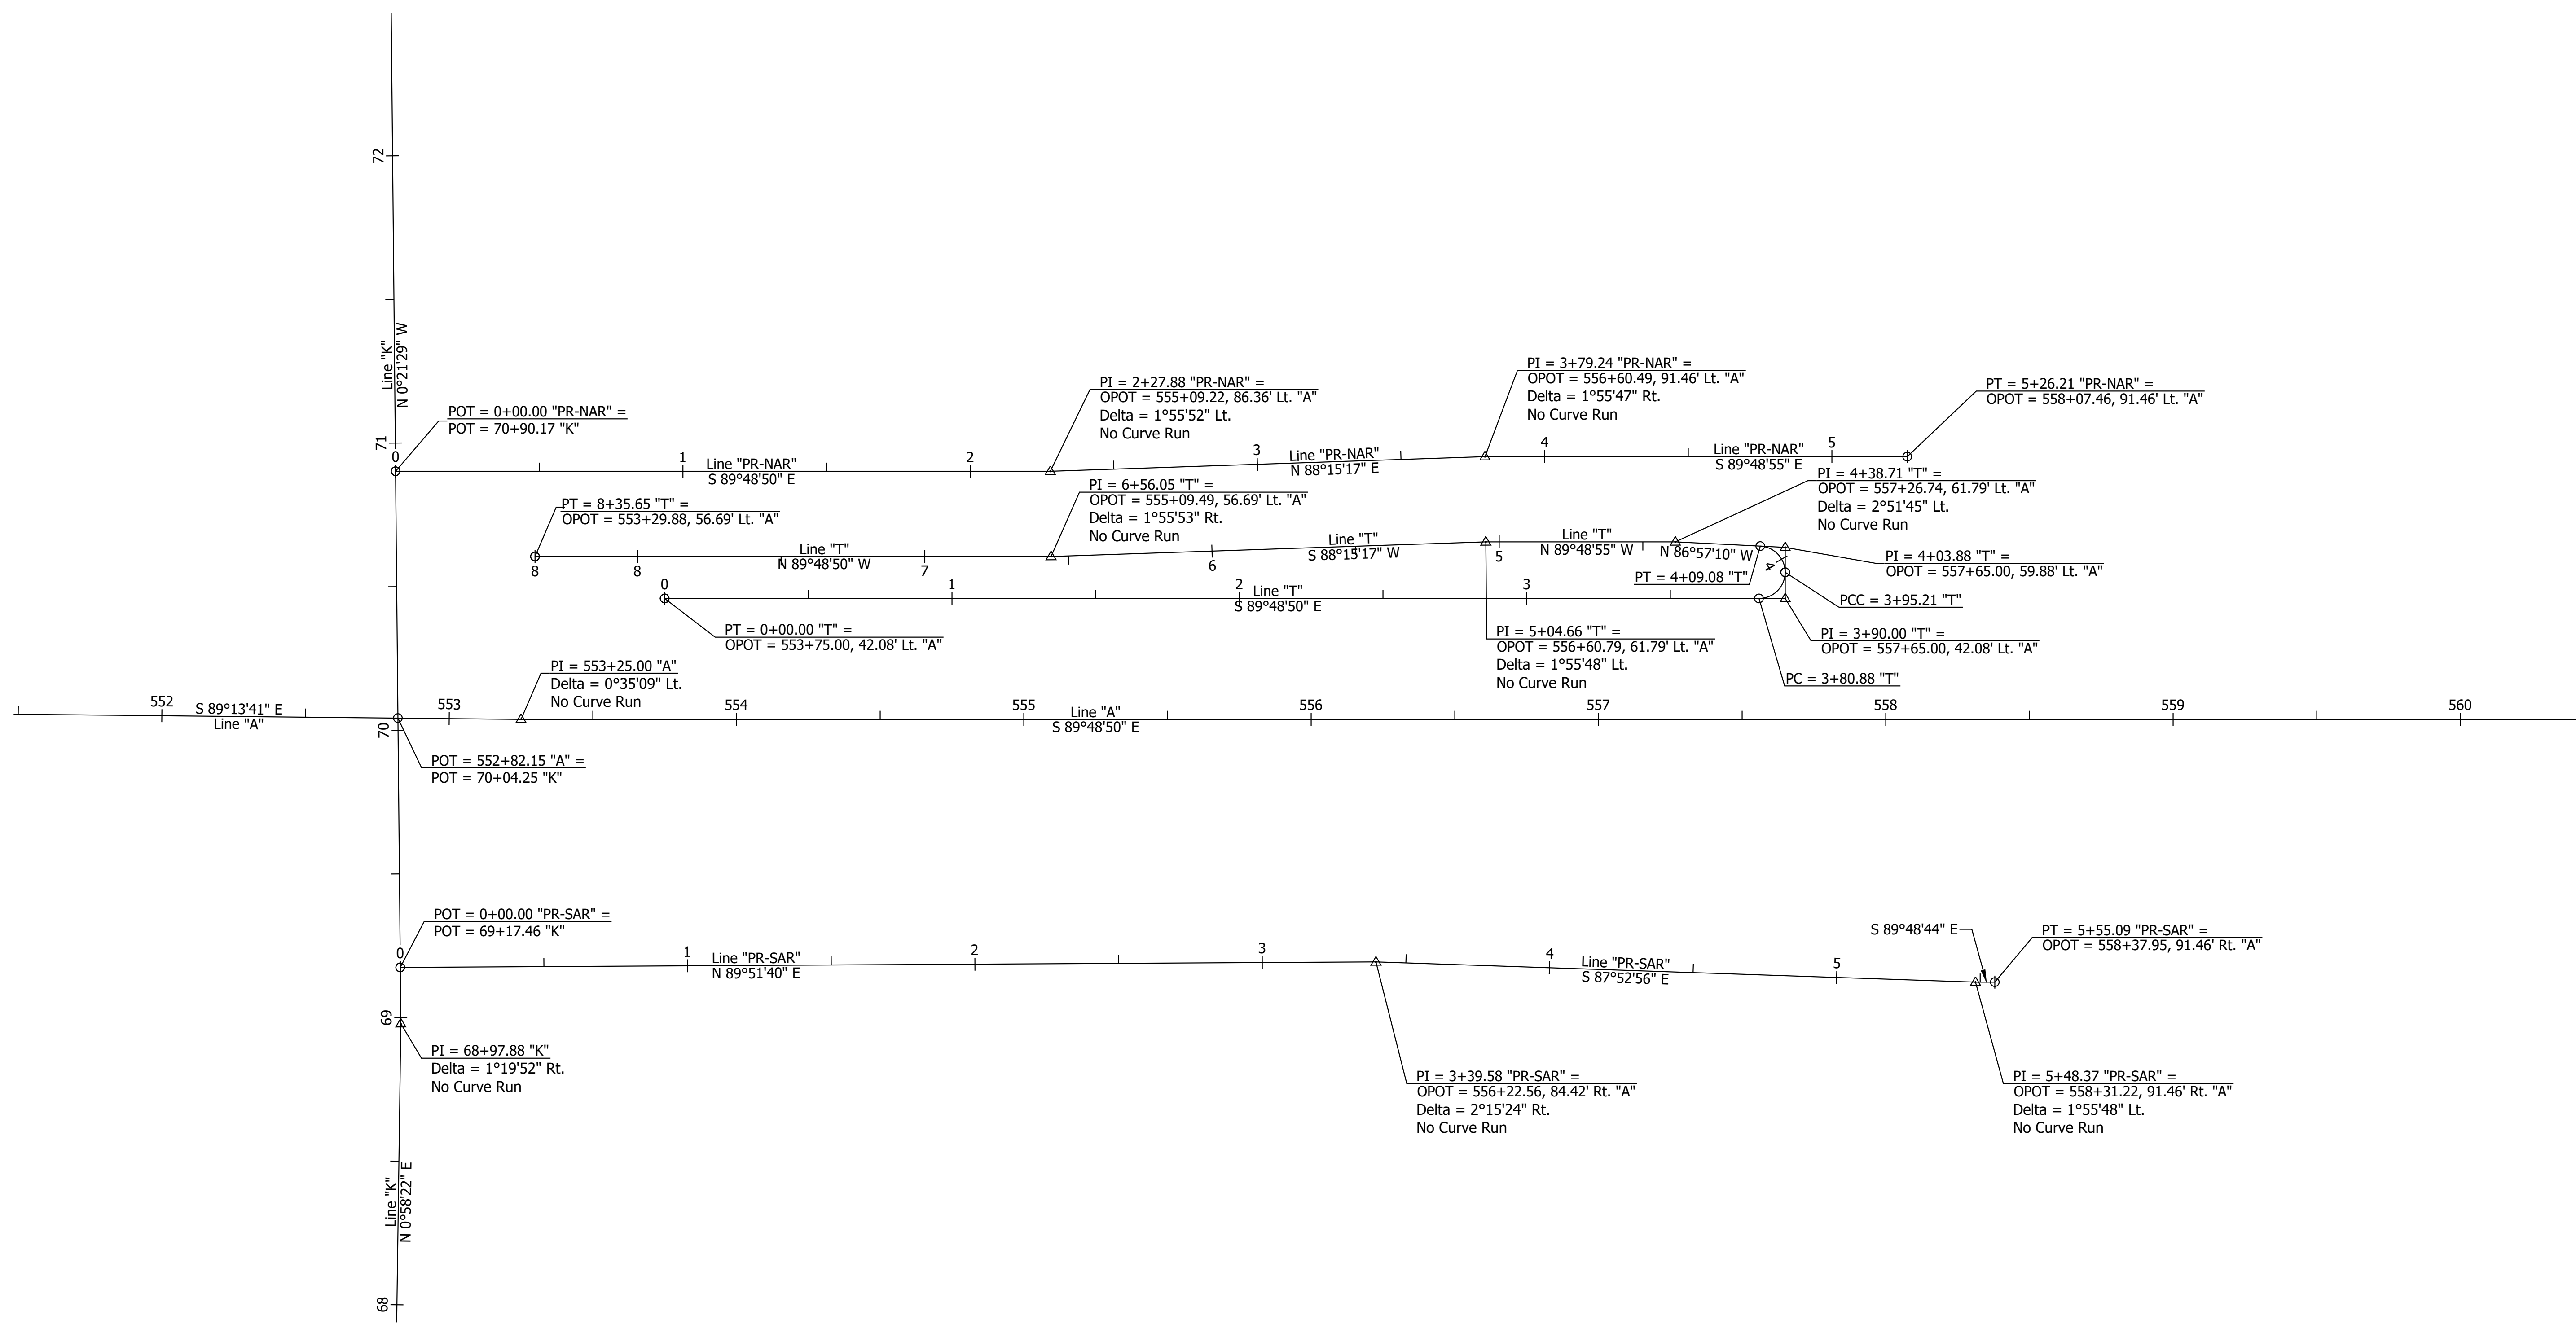 72
Line "K"
N 0°21'29" W
71
POT = 0+00.00 "PR-NAR" =
POT = 70+90.17 "K"
0
1
Line "PR-NAR"
S 89°48'50" E
2
PI = 2+27.88 "PR-NAR" =
OPOT = 555+09.22, 86.36' Lt. "A"
Delta = 1°55'52" Lt.
No Curve Run
3
Line "PR-NAR"
N 88°15'17" E
PI = 3+79.24 "PR-NAR" =
OPOT = 556+60.49, 91.46' Lt. "A"
Delta = 1°55'47" Rt.
No Curve Run
4
Line "PR-NAR"
S 89°48'55" E
5
PT = 5+26.21 "PR-NAR" =
OPOT = 558+07.46, 91.46' Lt. "A"
PT = 8+35.65 "T" =
OPOT = 553+29.88, 56.69' Lt. "A"
8
8
Line "T"
N 89°48'50" W
7
PI = 6+56.05 "T" =
OPOT = 555+09.49, 56.69' Lt. "A"
Delta = 1°55'53" Rt.
No Curve Run
6
Line "T"
S 88°15'17" W
5
Line "T"
N 89°48'55" W
PI = 4+38.71 "T" =
OPOT = 557+26.74, 61.79' Lt. "A"
Delta = 2°51'45" Lt.
No Curve Run
N 86°57'10" W
4
PI = 4+03.88 "T" =
OPOT = 557+65.00, 59.88' Lt. "A"
PT = 4+09.08 "T"
PCC = 3+95.21 "T"
0
1
2
Line "T"
S 89°48'50" E
3
PT = 0+00.00 "T" =
OPOT = 553+75.00, 42.08' Lt. "A"
PI = 5+04.66 "T" =
OPOT = 556+60.79, 61.79' Lt. "A"
Delta = 1°55'48" Lt.
No Curve Run
PI = 3+90.00 "T" =
OPOT = 557+65.00, 42.08' Lt. "A"
PC = 3+80.88 "T"
PI = 553+25.00 "A"
Delta = 0°35'09" Lt.
No Curve Run
552
S 89°13'41" E
Line "A"
553
554
555
Line "A"
S 89°48'50" E
556
557
558
559
560
70
POT = 552+82.15 "A" =
POT = 70+04.25 "K"
POT = 0+00.00 "PR-SAR" =
POT = 69+17.46 "K"
0
1
Line "PR-SAR"
N 89°51'40" E
2
3
4
Line "PR-SAR"
S 87°52'56" E
5
S 89°48'44" E
PT = 5+55.09 "PR-SAR" =
OPOT = 558+37.95, 91.46' Rt. "A"
69
PI = 68+97.88 "K"
Delta = 1°19'52" Rt.
No Curve Run
PI = 3+39.58 "PR-SAR" =
OPOT = 556+22.56, 84.42' Rt. "A"
Delta = 2°15'24" Rt.
No Curve Run
PI = 5+48.37 "PR-SAR" =
OPOT = 558+31.22, 91.46' Rt. "A"
Delta = 1°55'48" Lt.
No Curve Run
Line "K"
N 0°58'22" E
68